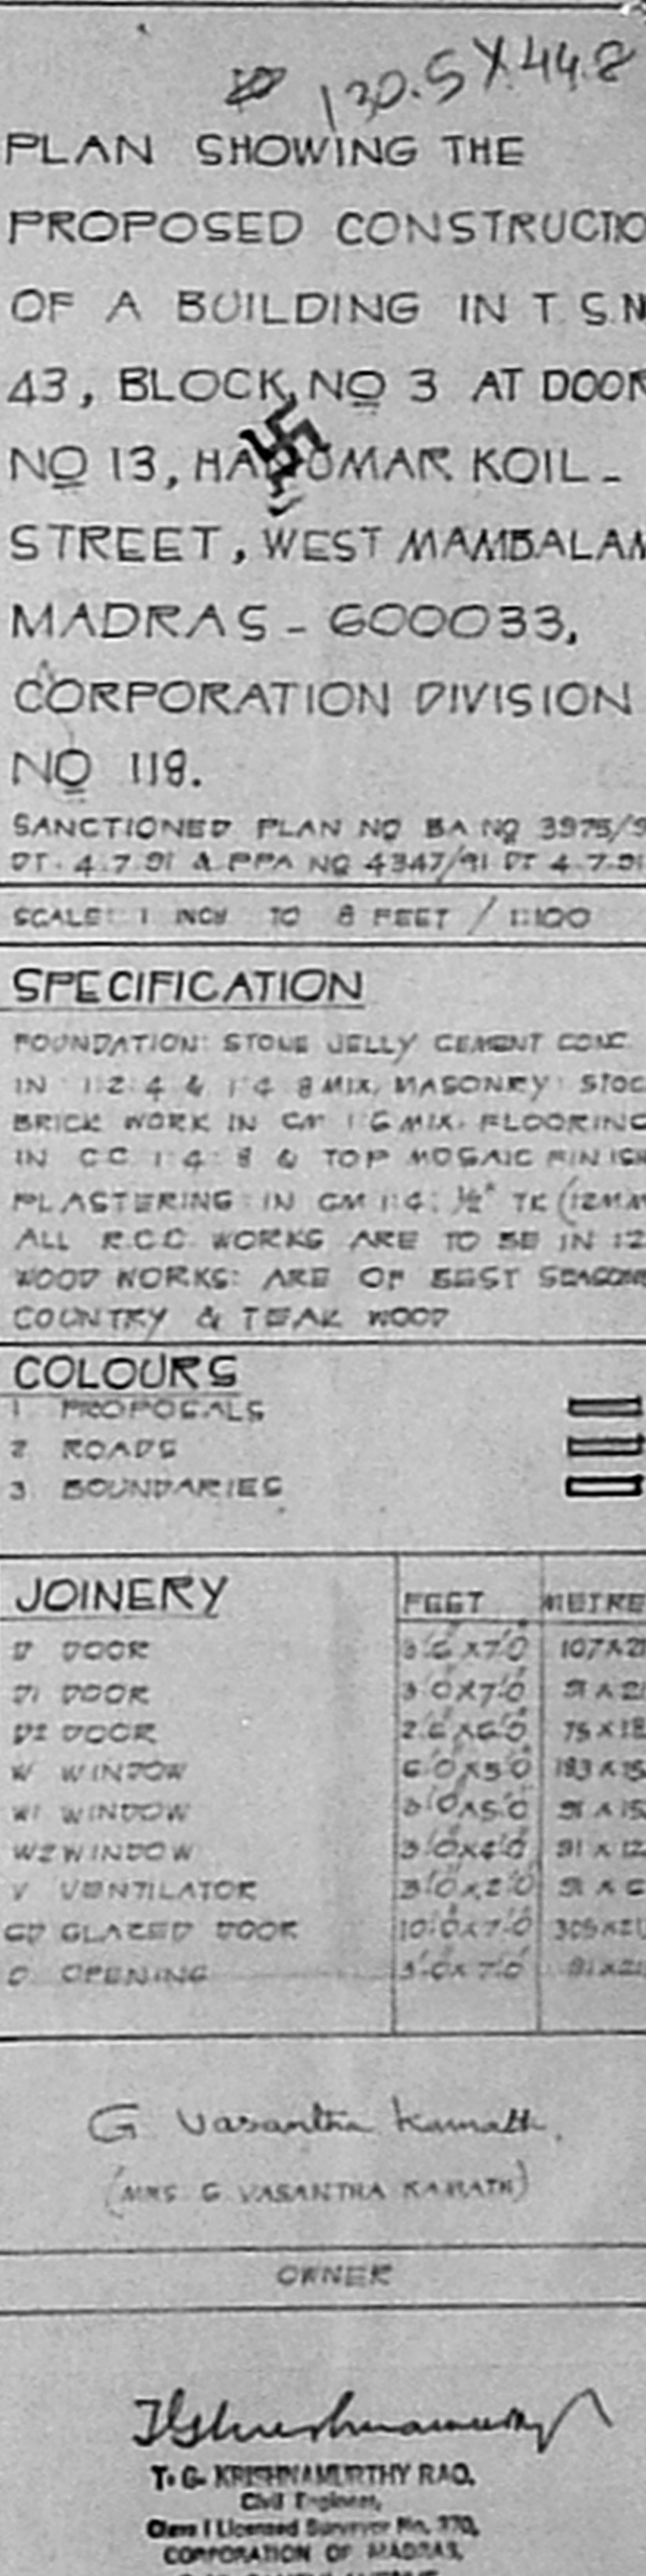 130.5 X 44.8
PLAN SHOWING THE
PROPOSED CONSTRUCTIO
OF A BUILDING IN T S N
43, BLOCK NO 3 AT DOOR
NO 13, HANUMAR KOIL -
STREET, WEST MAMBALAM
MADRAS - 600033,
CORPORATION DIVISION
NO 118.
SANCTIONED PLAN NO BA NO 3975/9
DT. 4.7.91 & PPA NO 4347/91 DT 4.7.91
SCALE: 1 INCH TO 8 FEET / 1:100
SPECIFICATION
FOUNDATION: STONE JELLY CEMENT CONC
IN 1:2:4 & 1:4:8 MIX, MASONRY: STOC
BRICK WORK IN CM 1:6 MIX. FLOORING
IN CC 1:4:8 & TOP MOSAIC FINISH
PLASTERING: IN CM 1:4: ½" TK (12MM
ALL R.C.C. WORKS ARE TO BE IN 1:2
WOOD WORKS: ARE OF BEST SEASONE
COUNTRY & TEAK WOOD
COLOURS
1 PROPOSALS
2 ROADS
3 BOUNDARIES
JOINERY FEET METRE
D DOOR 3'6"X7'0 107X21
D1 DOOR 3'0"X7'0 91X21
D2 DOOR 2'6"X6'0 75X18
W WINDOW 6'0"X5'0 183X15
W1 WINDOW 3'0"X5'0 91X15
W2 WINDOW 3'0"X4'0 91X12
V VENTILATOR 3'0"X2'0 91X6
GD GLAZED DOOR 10'0"X7'0 305X21
O OPENING 3'0"X7'0" 91X21
G Vasantha Kamath.
(MRS G VASANTHA KAMATH)
OWNER
T. G. KRISHNAMURTHY RAO,
Civil Engineer,
Class I Licensed Surveyor No. 370,
CORPORATION OF MADRAS,